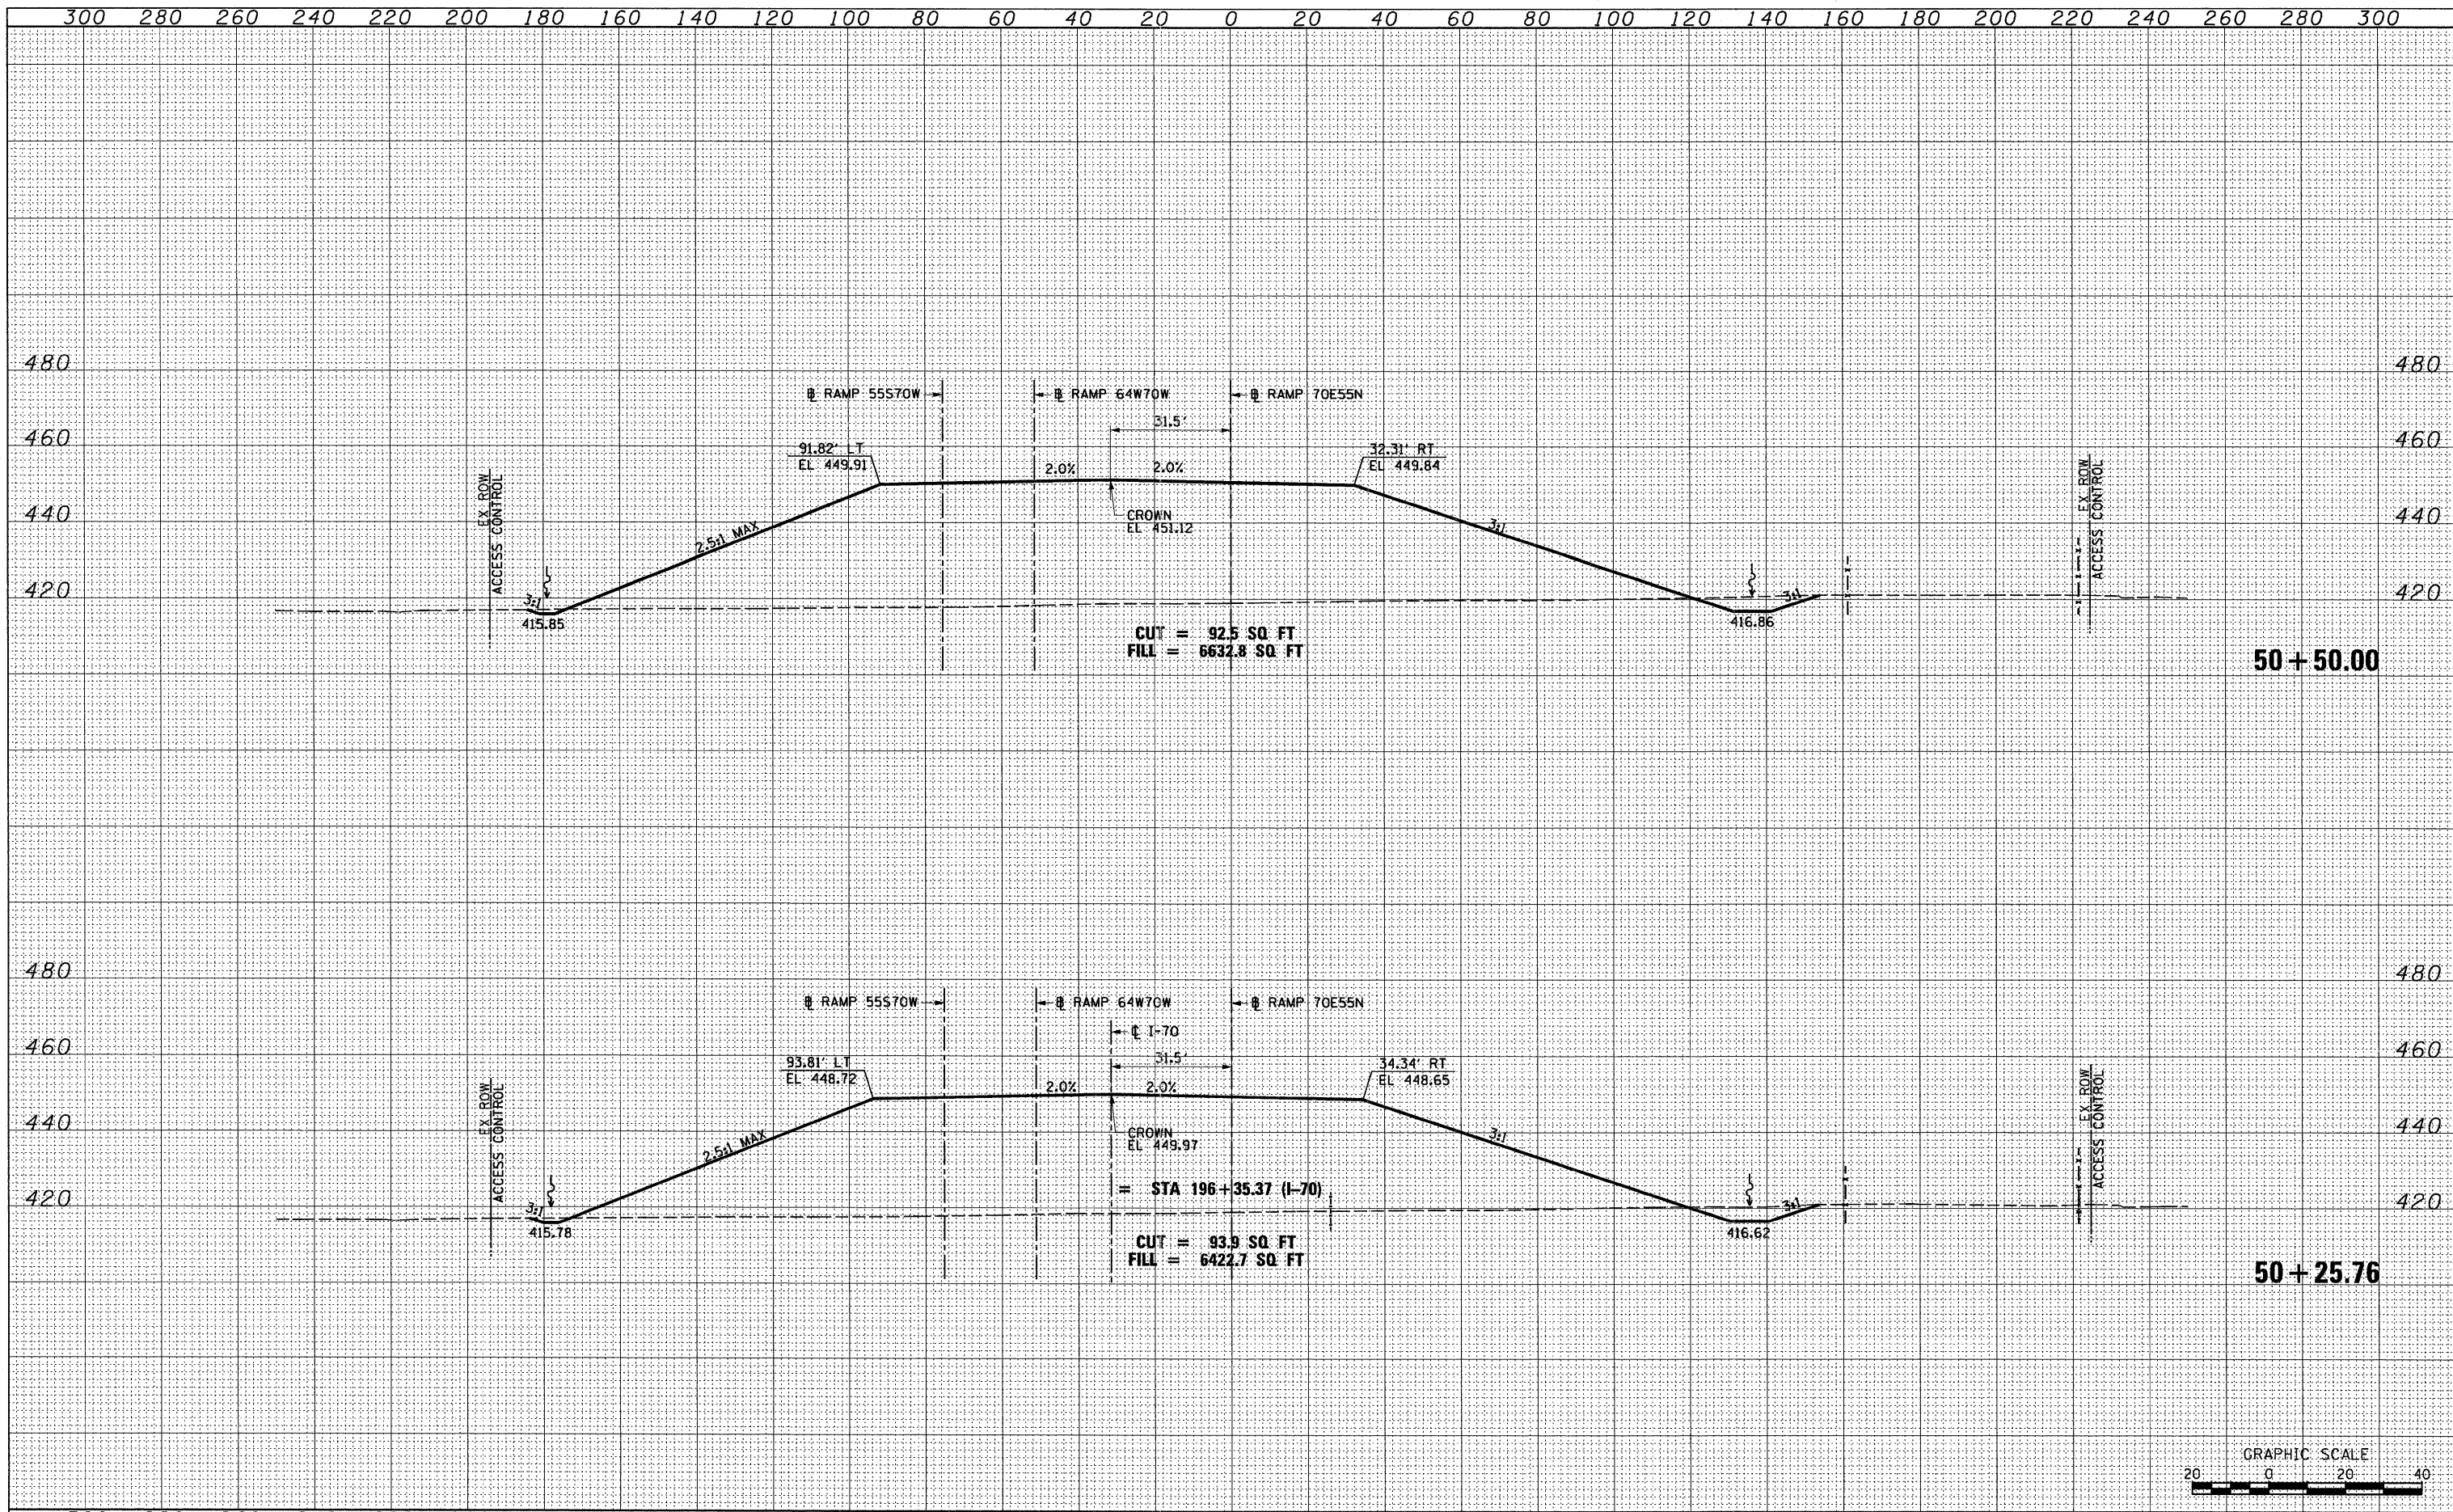 300 280 260 240 220 200 180 160 140 120 100 80 60 40 20 0 20 40 60 80 100 120 140 160 180 200 220 240 260 280 300
480 480
℄ RAMP 55S70W ℄ RAMP 64W70W ℄ RAMP 70E55N
31.5'
460 460
91.82' LT
EL 449.91
2.0% 2.0%
32.31' RT
EL 449.84
EX ROW
ACCESS CONTROL
EX ROW
ACCESS CONTROL
CROWN
EL 451.12
440 440
2.5:1 MAX
3:1
420 420
3:1
3:1
415.85
416.86
CUT = 92.5 SQ FT
FILL = 6632.8 SQ FT
50+50.00
480 480
℄ RAMP 55S70W ℄ RAMP 64W70W ℄ RAMP 70E55N
℄ I-70
31.5'
460 460
93.81' LT
EL 448.72
2.0% 2.0%
34.34' RT
EL 448.65
EX ROW
ACCESS CONTROL
EX ROW
ACCESS CONTROL
CROWN
EL 449.97
440 440
2.5:1 MAX
3:1
= STA 196+35.37 (I-70)
420 420
3:1
3:1
415.78
416.62
CUT = 93.9 SQ FT
FILL = 6422.7 SQ FT
50+25.76
GRAPHIC SCALE
20 0 20 40